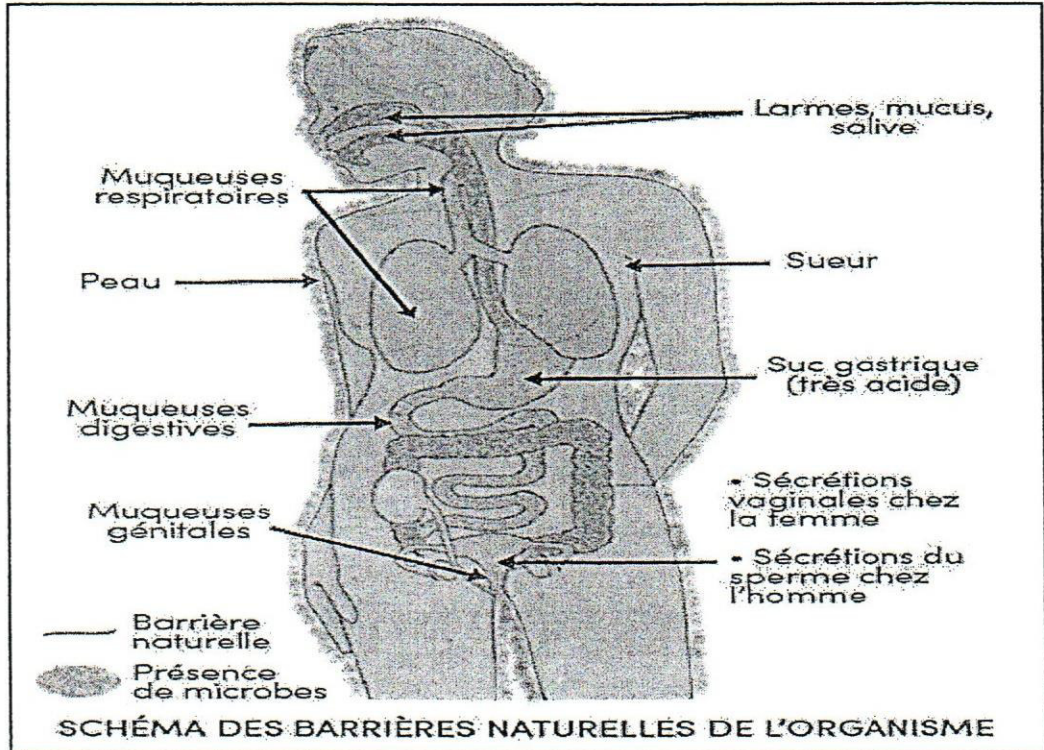 Larmes, mucus,
salive
Muqueuses
respiratoires
Peau
Sueur
Suc gastrique
(très acide)
Muqueuses
digestives
Muqueuses
génitales
• Sécrétions
vaginales chez
la femme
• Sécrétions du
sperme chez
l'homme
Barrière
naturelle
Présence
de microbes
SCHÉMA DES BARRIÈRES NATURELLES DE L'ORGANISME